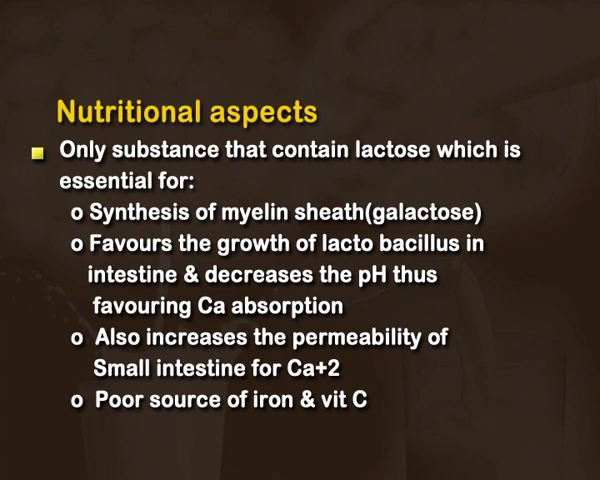 Nutritional aspects
Only substance that contain lactose which is
essential for:
o Synthesis of myelin sheath(galactose)
o Favours the growth of lacto bacillus in
intestine & decreases the pH thus
favouring Ca absorption
o Also increases the permeability of
Small intestine for Ca+2
o Poor source of iron & vit C